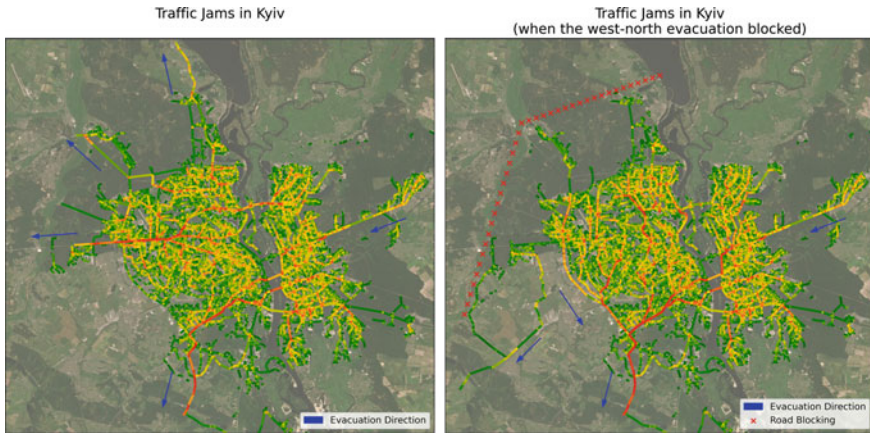 Traffic Jams in Kyiv
Traffic Jams in Kyiv
(when the west-north evacuation blocked)
Evacuation Direction
Evacuation Direction
Road Blocking